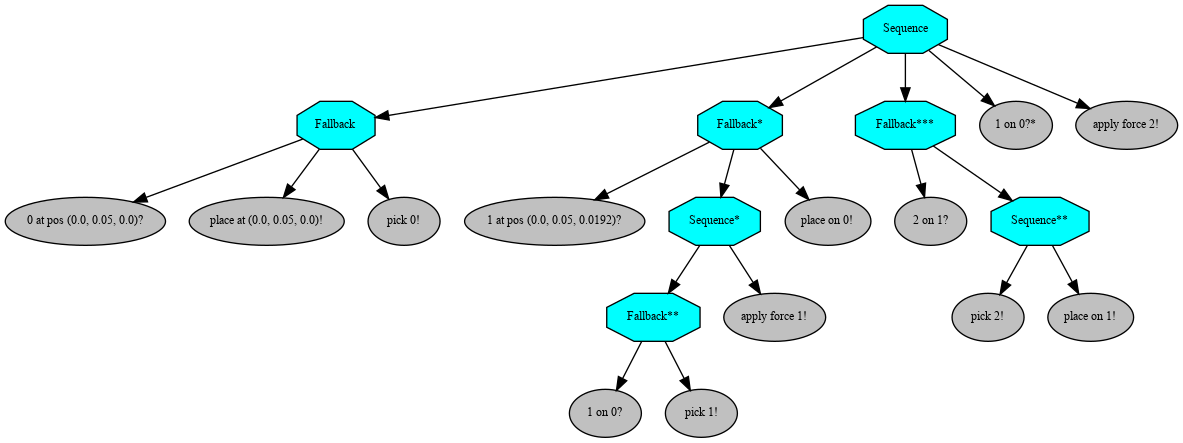 Sequence
Fallback
Fallback*
Fallback***
1 on 0?*
apply force 2!
0 at pos (0.0, 0.05, 0.0)?
place at (0.0, 0.05, 0.0)!
pick 0!
1 at pos (0.0, 0.05, 0.0192)?
Sequence*
place on 0!
2 on 1?
Sequence**
Fallback**
apply force 1!
pick 2!
place on 1!
1 on 0?
pick 1!